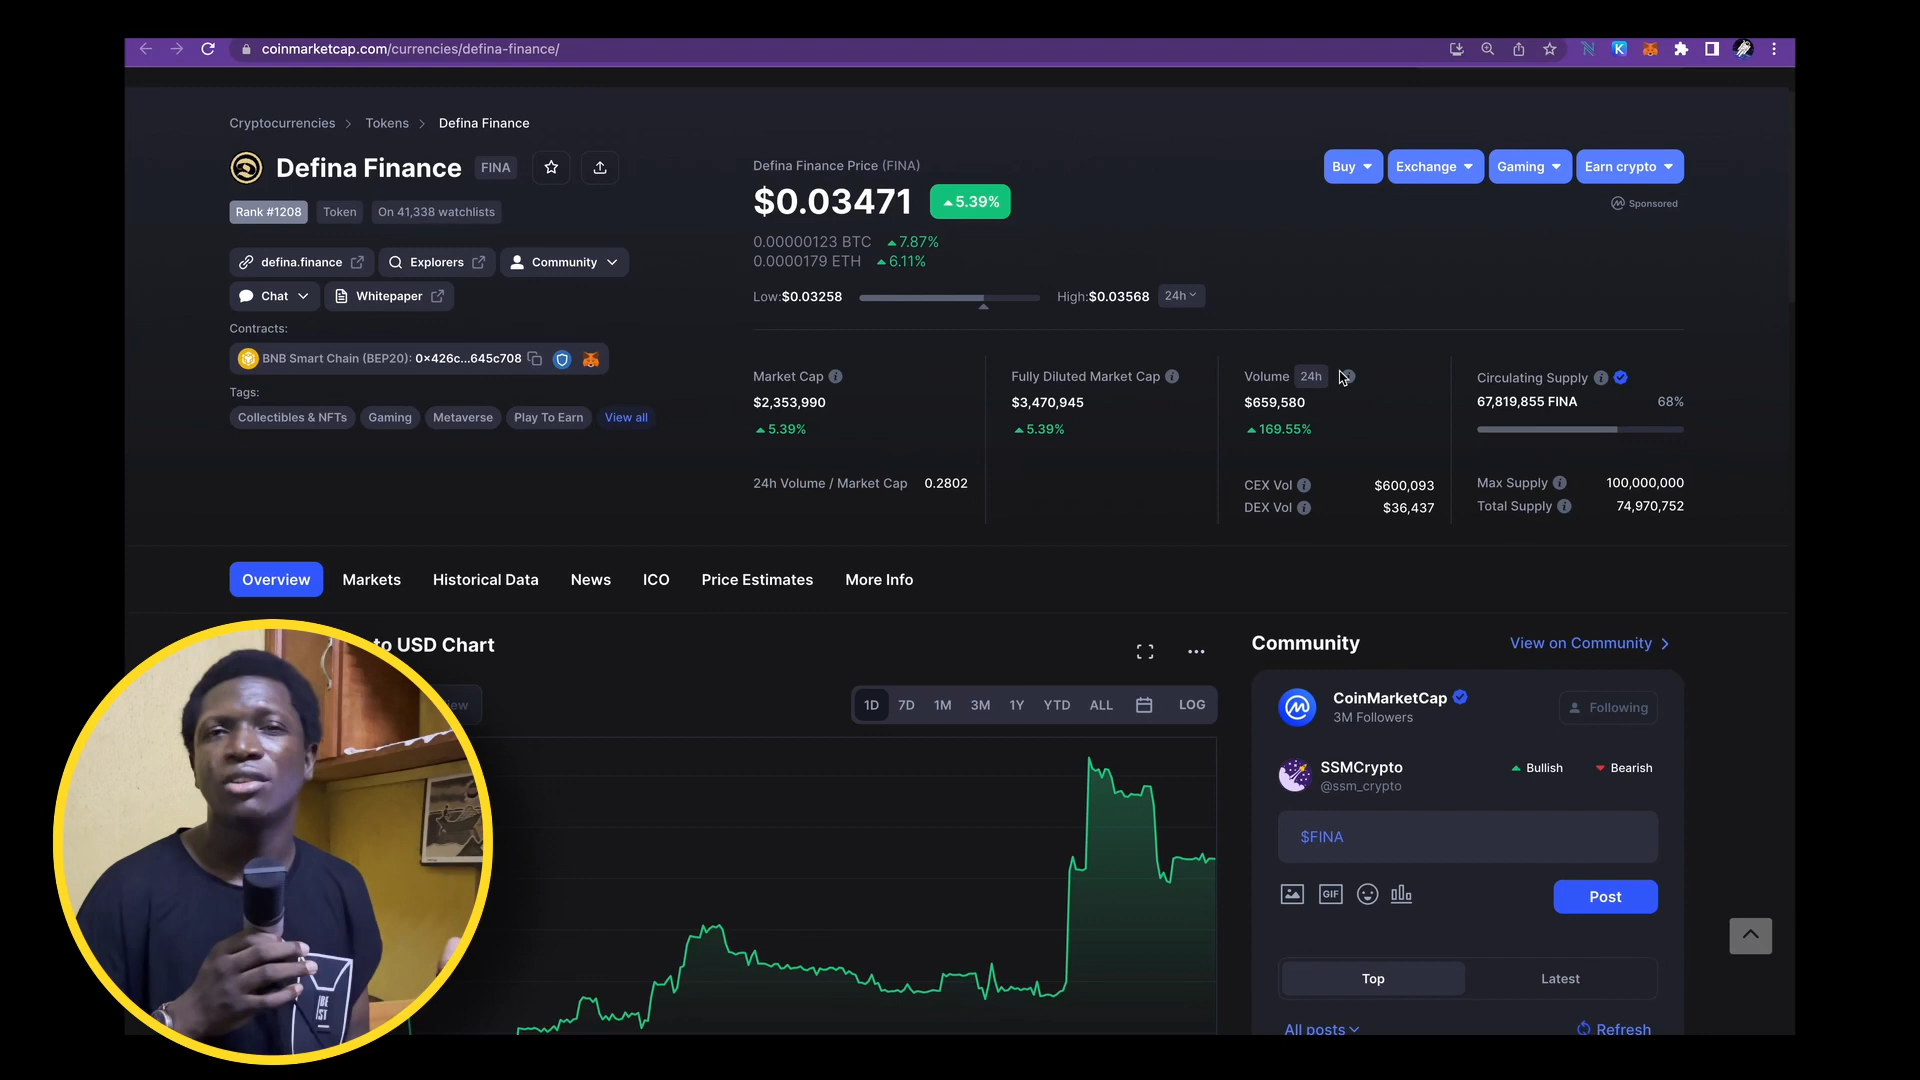 coinmarketcap.com/currencies/defina-finance/
Cryptocurrencies > Tokens > Defina Finance
Defina Finance FINA
Rank #1208 Token On 41,338 watchlists
defina.finance Explorers Community
Chat Whitepaper
Contracts:
BNB Smart Chain (BEP20): 0x426c...645c708
Tags:
Collectibles & NFTs Gaming Metaverse Play To Earn View all
Defina Finance Price (FINA)
$0.03471 5.39%
0.00000123 BTC 7.87%
0.0000179 ETH 6.11%
Low:$0.03258 High:$0.03568 24h
Buy Exchange Gaming Earn crypto
Sponsored
Market Cap
$2,353,990
5.39%
24h Volume / Market Cap 0.2802
Fully Diluted Market Cap
$3,470,945
5.39%
Volume 24h
$659,580
169.55%
CEX Vol $600,093
DEX Vol $36,437
Circulating Supply
67,819,855 FINA 68%
Max Supply 100,000,000
Total Supply 74,970,752
Overview Markets Historical Data News ICO Price Estimates More Info
to USD Chart
1D 7D 1M 3M 1Y YTD ALL LOG
Community View on Community >
CoinMarketCap
3M Followers
Following
SSMCrypto
@ssm_crypto
Bullish Bearish
$FINA
GIF
Post
Top Latest
All posts Refresh